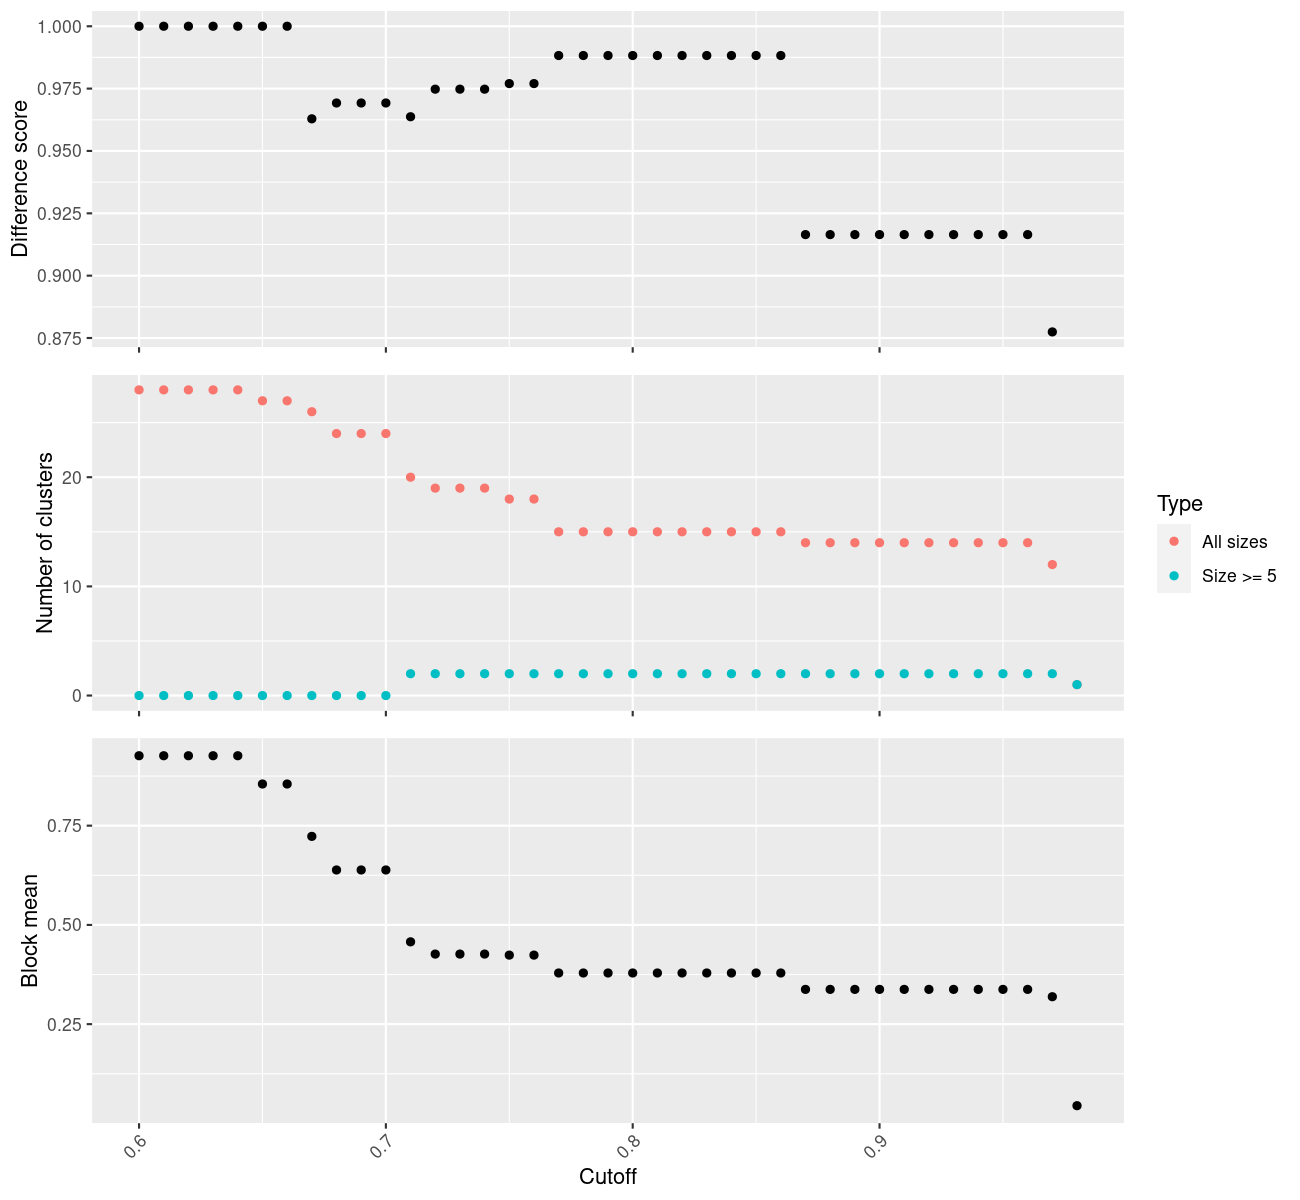 Difference score
1.000
0.975
0.950
0.925
0.900
0.875
Number of clusters
20
10
0
Type
All sizes
Size >= 5
Block mean
0.75
0.50
0.25
0.6
0.7
0.8
0.9
Cutoff